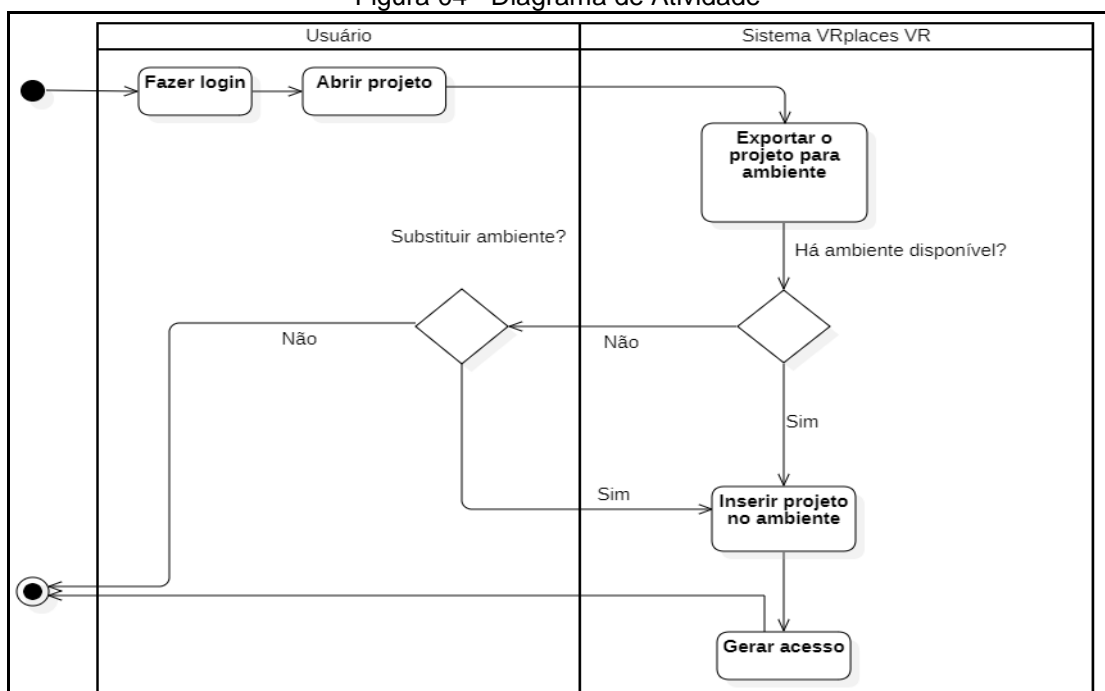 Figura 04 - Diagrama de Atividade
Usuário
Sistema VRplaces VR
Fazer login
Abrir projeto
Exportar o
projeto para
ambiente
Substituir ambiente?
Há ambiente disponível?
Não
Não
Sim
Sim
Inserir projeto
no ambiente
Gerar acesso